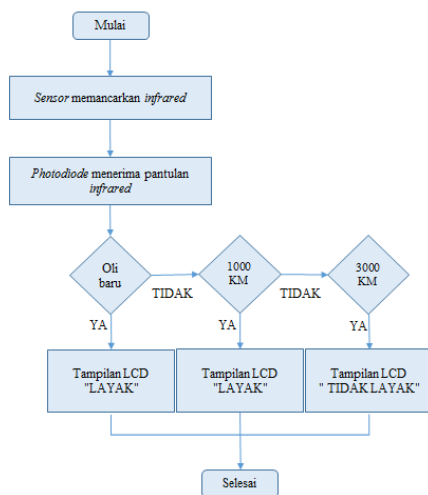 Mulai
Sensor memancarkan infrared
Photodiode menerima pantulan
infrared
Oli
baru
TIDAK
1000
KM
TIDAK
3000
KM
YA
YA
YA
Tampilan LCD
"LAYAK"
Tampilan LCD
"LAYAK"
Tampilan LCD
" TIDAK LAYAK"
Selesai